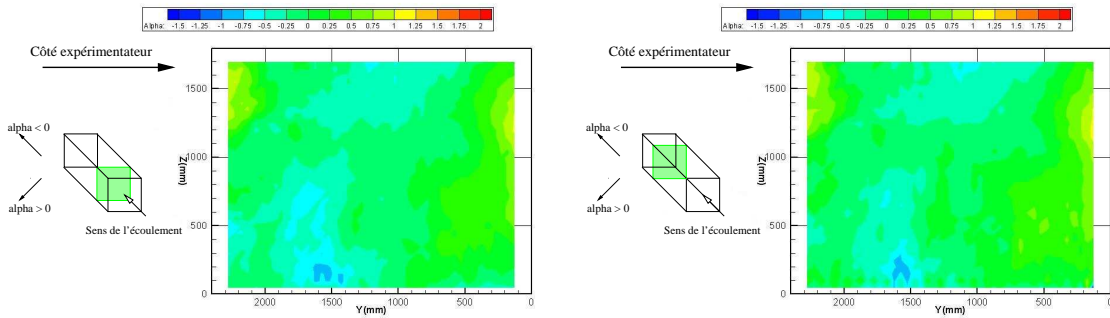 Alpha: -1.5 -1.25 -1 -0.75 -0.5 -0.25 0 0.25 0.5 0.75 1 1.25 1.5 1.75 2
Côté expérimentateur
alpha < 0
alpha > 0
Sens de l'écoulement
Z(mm)
1500
1000
500
0
2000 1500 1000 500 0
Y(mm)
Alpha: -1.5 -1.25 -1 -0.75 -0.5 -0.25 0 0.25 0.5 0.75 1 1.25 1.5 1.75 2
Côté expérimentateur
alpha < 0
alpha > 0
Sens de l'écoulement
Z(mm)
1500
1000
500
0
2000 1500 1000 500 0
Y(mm)